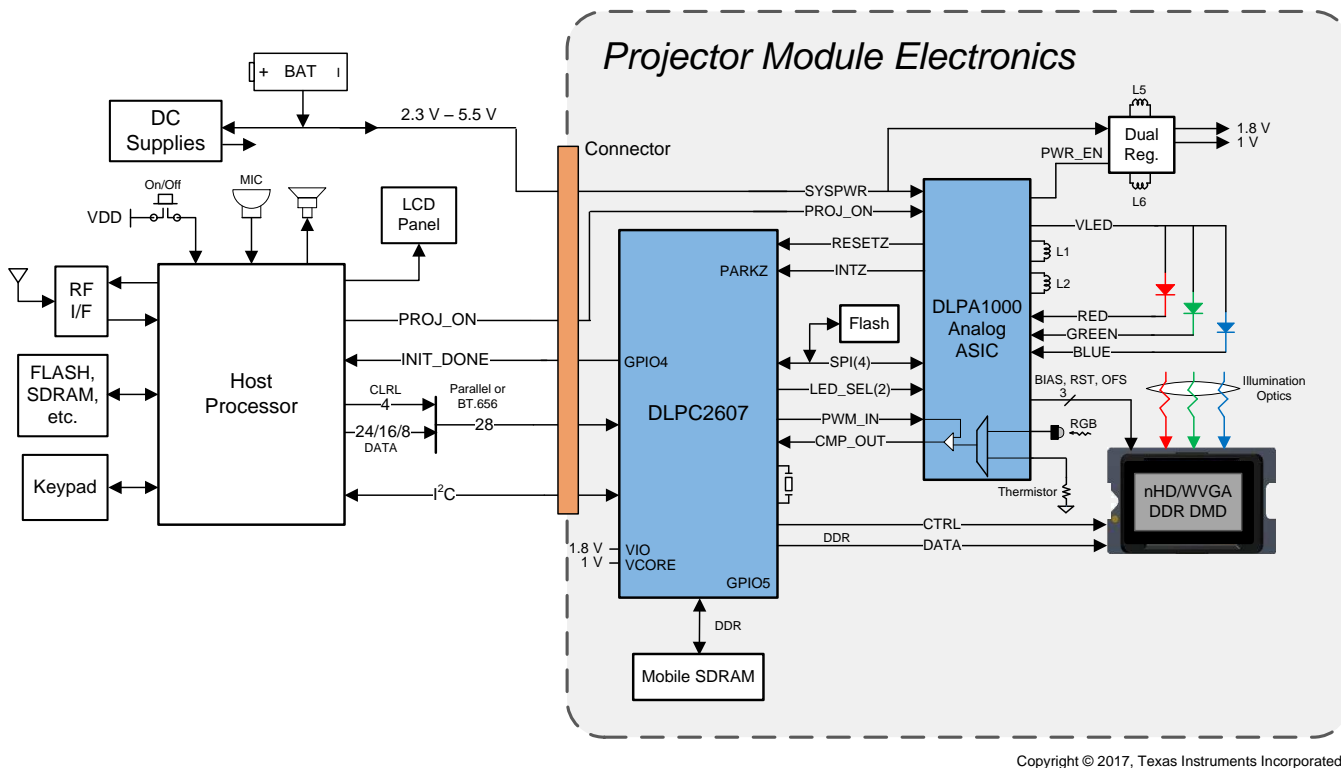 Projector Module Electronics
+ BAT
DC
Supplies
2.3 V – 5.5 V
Connector
L5
Dual
Reg.
L6
1.8 V
1 V
PWR_EN
On/Off
VDD
MIC
LCD
Panel
SYSPWR
PROJ_ON
VLED
RESETZ
PARKZ
INTZ
L1
L2
RF
I/F
PROJ_ON
Flash
DLPA1000
Analog
ASIC
RED
GREEN
BLUE
INIT_DONE
GPIO4
SPI(4)
FLASH,
SDRAM,
etc.
Host
Processor
CLRL
4
Parallel or
BT.656
28
24/16/8
DATA
DLPC2607
LED_SEL(2)
BIAS, RST, OFS
3
Illumination
Optics
PWM_IN
CMP_OUT
RGB
Keypad
I2C
Thermistor
nHD/WVGA
DDR DMD
CTRL
DDR
DATA
1.8 V
VIO
1 V
VCORE
GPIO5
DDR
Mobile SDRAM
Copyright © 2017, Texas Instruments Incorporated